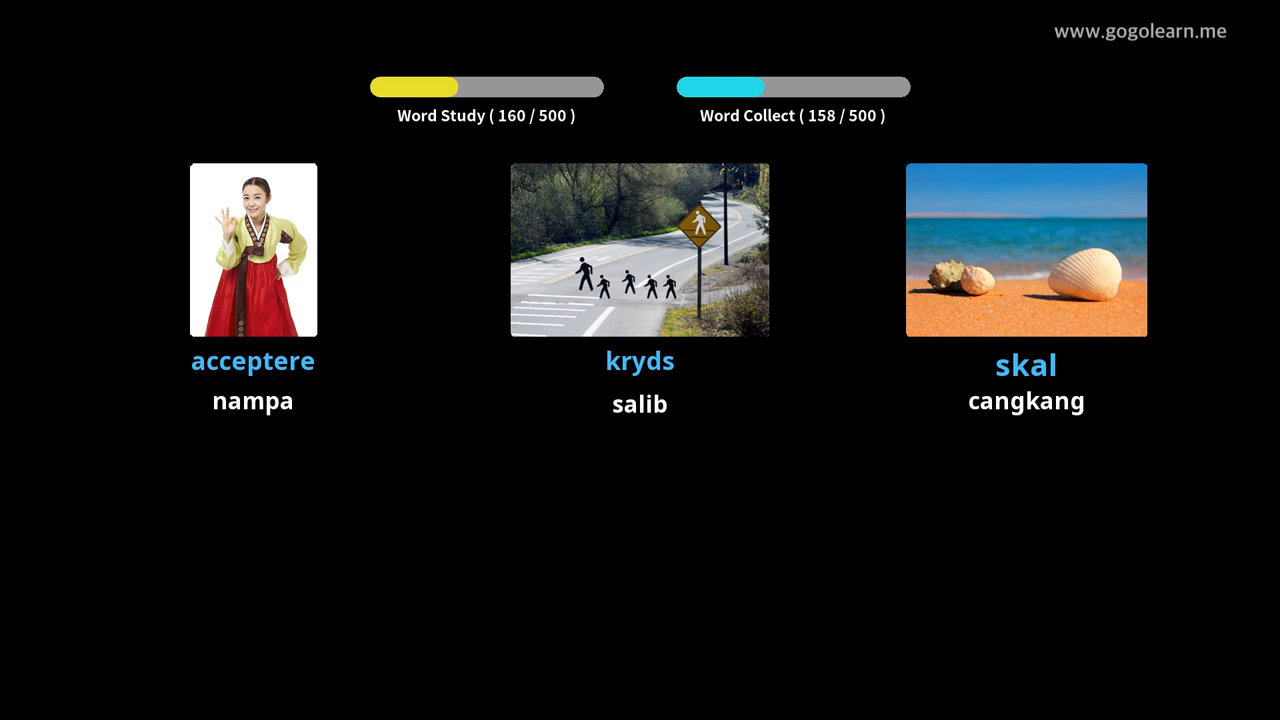 www.gogolearn.me
Word Study ( 160 / 500 )
Word Collect ( 158 / 500 )
acceptere
nampa
kryds
salib
skal
cangkang